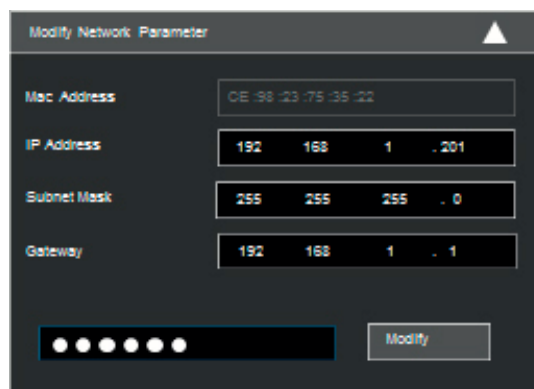 Modify Network Parameter
Mac Address CE :98 :23 :75 :35 :22
IP Address 192 168 1 . 201
Subnet Mask 255 255 255 . 0
Gateway 192 168 1 . 1
●●●●●● Modify